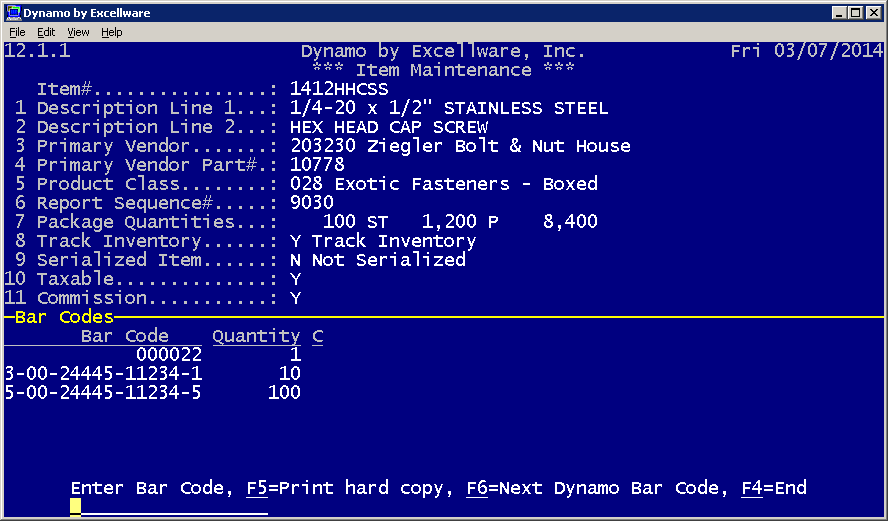 Dynamo by Excellware
File Edit View Help
12.1.1 Dynamo by Excellware, Inc. Fri 03/07/2014
*** Item Maintenance ***
Item#................: 1412HHCSS
1 Description Line 1...: 1/4-20 x 1/2" STAINLESS STEEL
2 Description Line 2...: HEX HEAD CAP SCREW
3 Primary Vendor.......: 203230 Ziegler Bolt & Nut House
4 Primary Vendor Part#.: 10778
5 Product Class........: 028 Exotic Fasteners - Boxed
6 Report Sequence#.....: 9030
7 Package Quantities...: 100 ST 1,200 P 8,400
8 Track Inventory......: Y Track Inventory
9 Serialized Item......: N Not Serialized
10 Taxable..............: Y
11 Commission...........: Y
Bar Codes
Bar Code Quantity C
000022 1
3-00-24445-11234-1 10
5-00-24445-11234-5 100
Enter Bar Code, F5=Print hard copy, F6=Next Dynamo Bar Code, F4=End